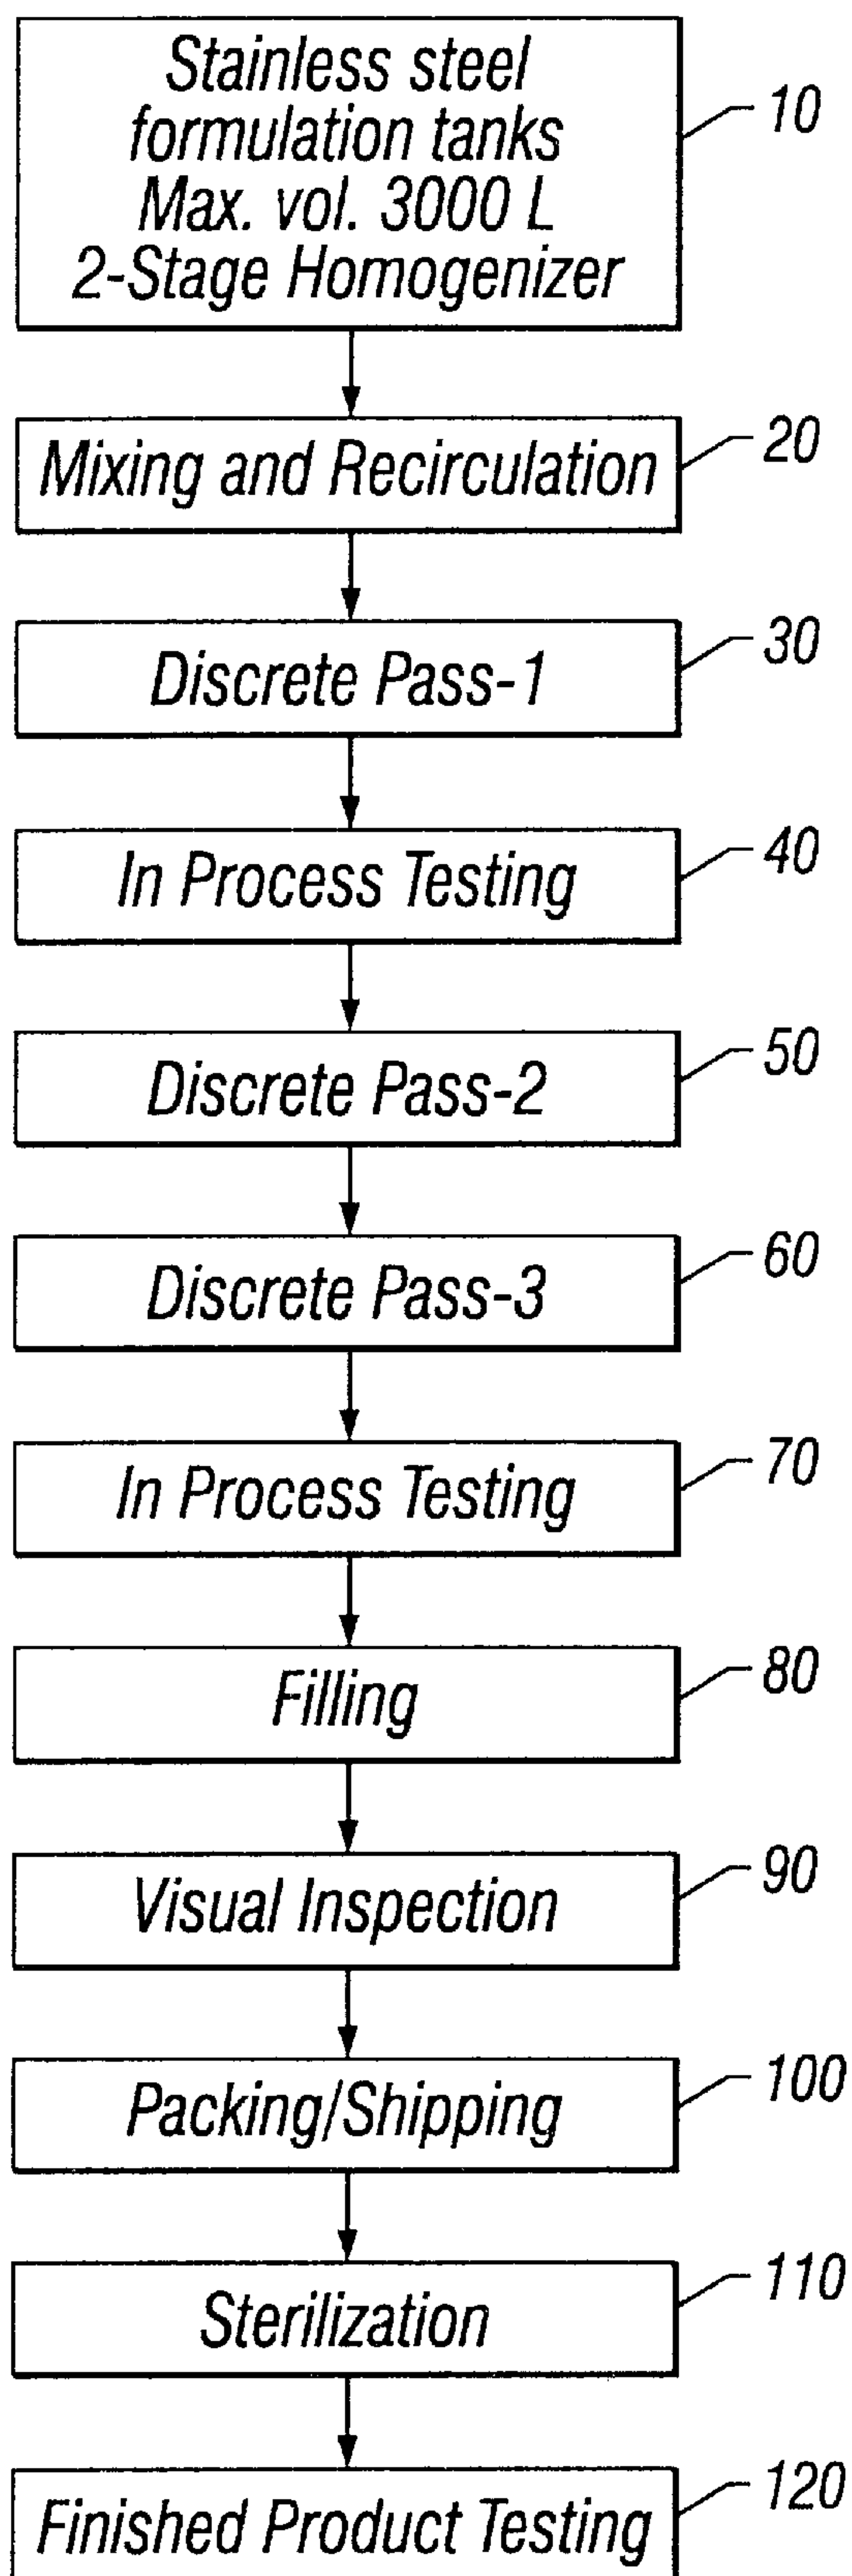 Stainless steel
formulation tanks
Max. vol. 3000 L
2-Stage Homogenizer
10
Mixing and Recirculation
20
Discrete Pass-1
30
In Process Testing
40
Discrete Pass-2
50
Discrete Pass-3
60
In Process Testing
70
Filling
80
Visual Inspection
90
Packing/Shipping
100
Sterilization
110
Finished Product Testing
120